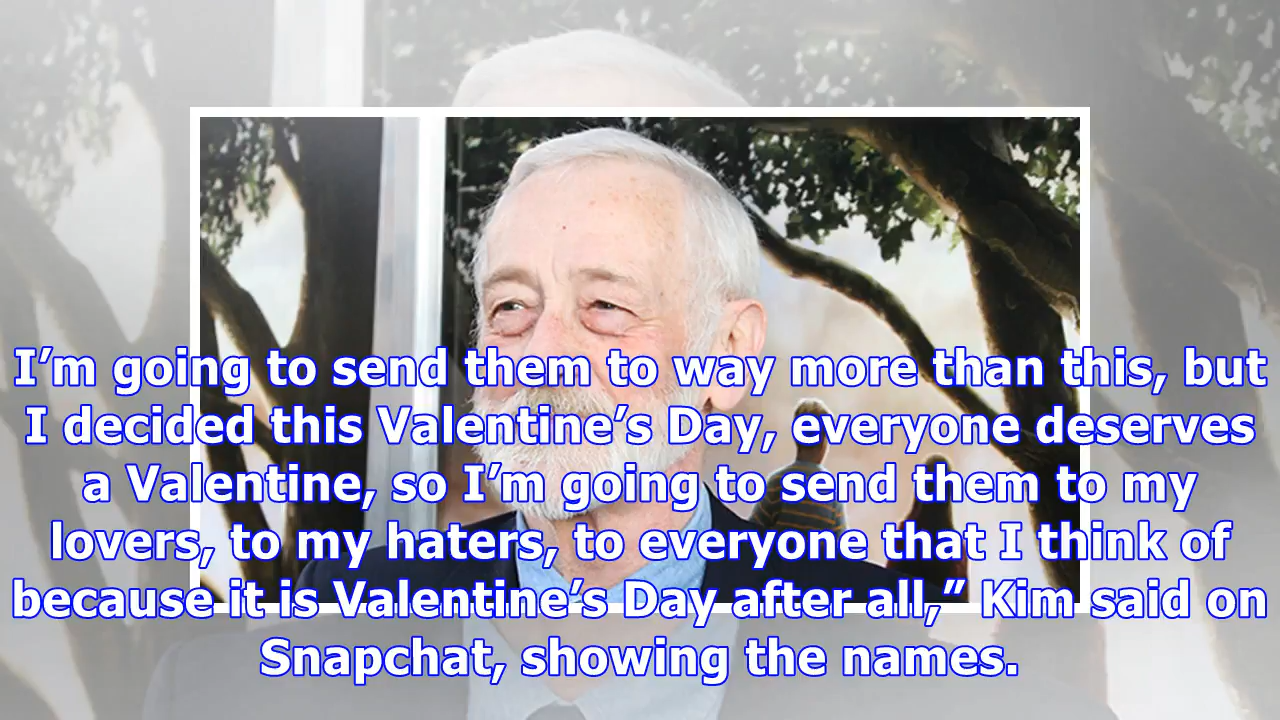 I’m going to send them to way more than this, but
I decided this Valentine’s Day, everyone deserves
a Valentine, so I’m going to send them to my
lovers, to my haters, to everyone that I think of
because it is Valentine’s Day after all,” Kim said on
Snapchat, showing the names.